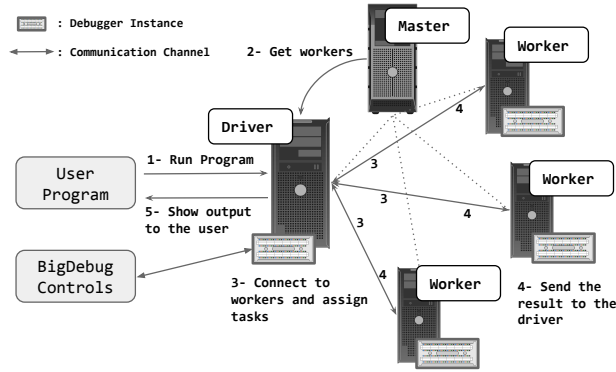 : Debugger Instance
: Communication Channel
2- Get workers
Master
Worker
Driver
4
1- Run Program
User
Program
3
Worker
3
4
5- Show output
to the user
3
BigDebug
Controls
4
Worker
3- Connect to
workers and assign
tasks
4- Send the
result to the
driver